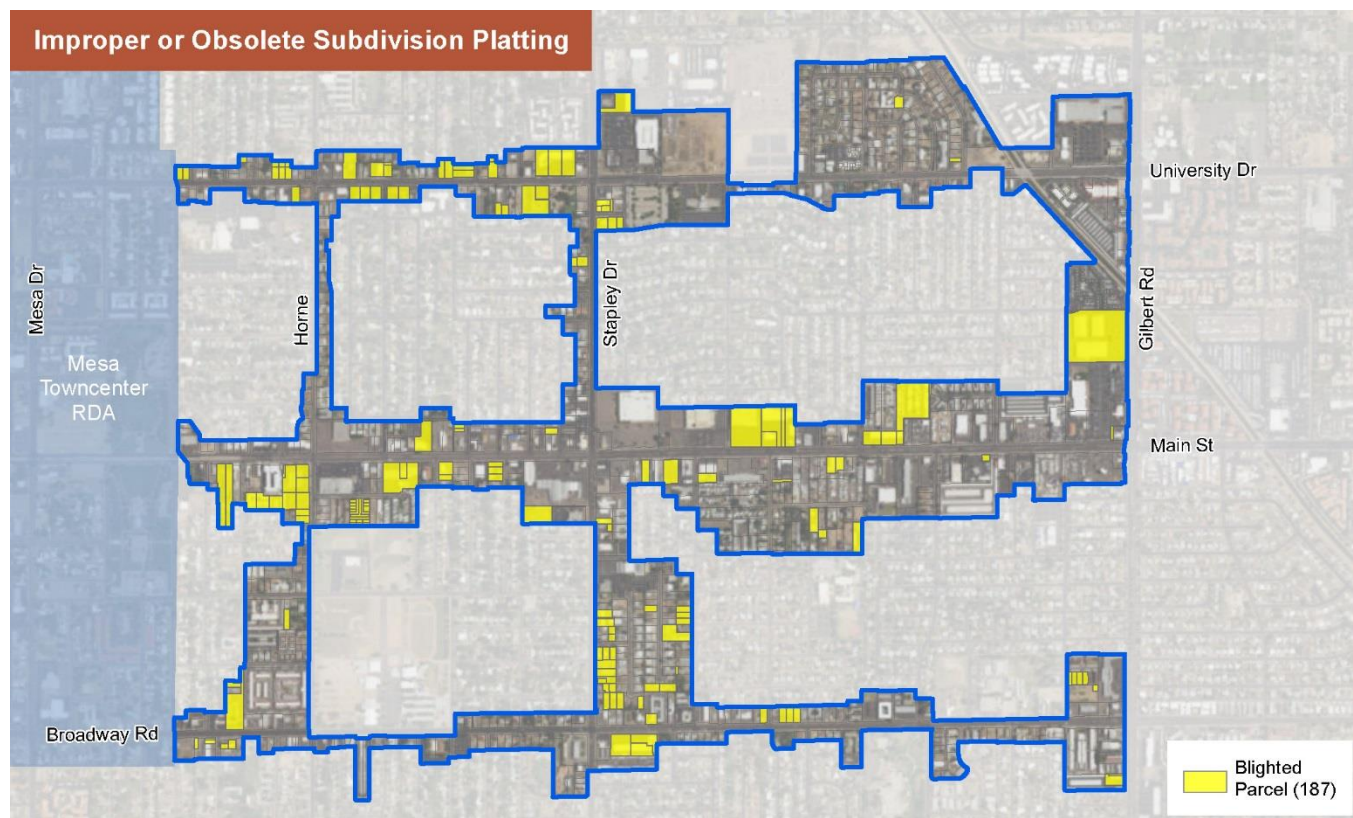 Improper or Obsolete Subdivision Platting
University Dr
Mesa Dr
Horne
Stapley Dr
Gilbert Rd
Mesa
Towncenter
RDA
Main St
Broadway Rd
Blighted
Parcel (187)